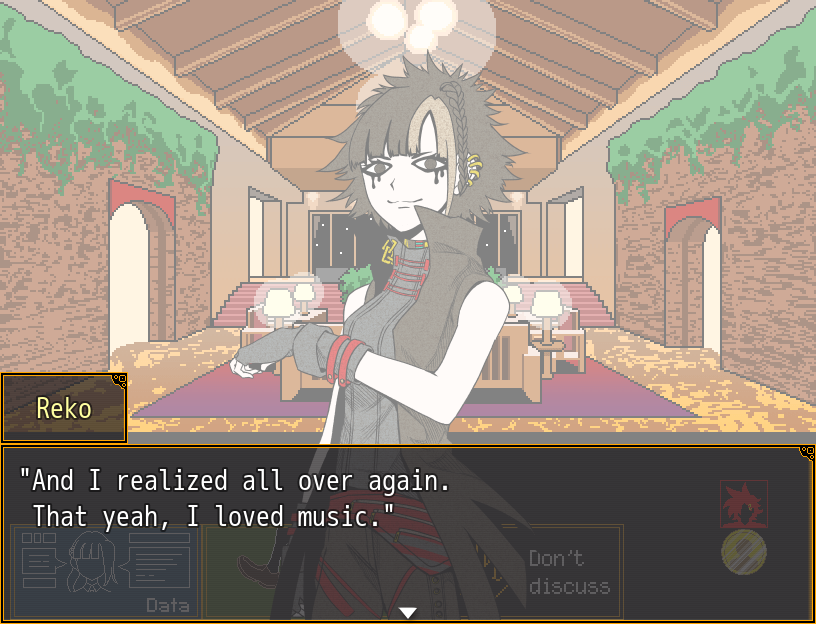 Reko
"And I realized all over again.
That yeah, I loved music."
Don't
discuss
Data